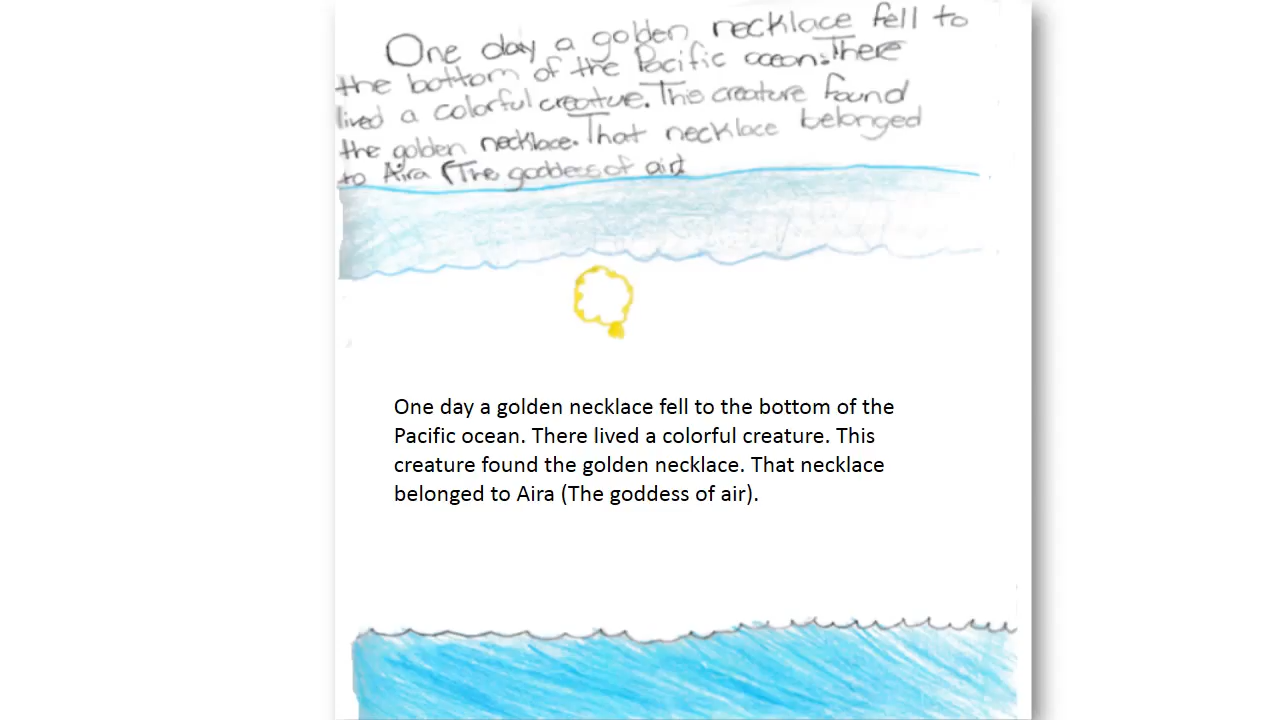 One day a golden necklace fell to
the bottom of the Pacific ocean. There
lived a colorful creatue. This creature found
the golden necklace. That necklace belonged
to Aira (The goddess of air)
One day a golden necklace fell to the bottom of the
Pacific ocean. There lived a colorful creature. This
creature found the golden necklace. That necklace
belonged to Aira (The goddess of air).